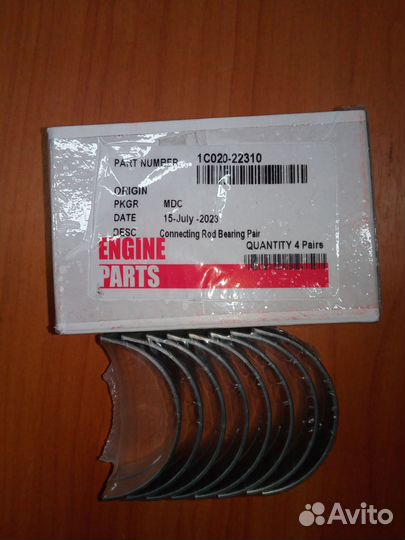 PART NUMBER 1C020-22310
ORIGIN
PKGR MDC
DATE 15-July -2023
DESC Connecting Rod Bearing Pair
ENGINE PARTS
QUANTITY 4 Pairs
Avito